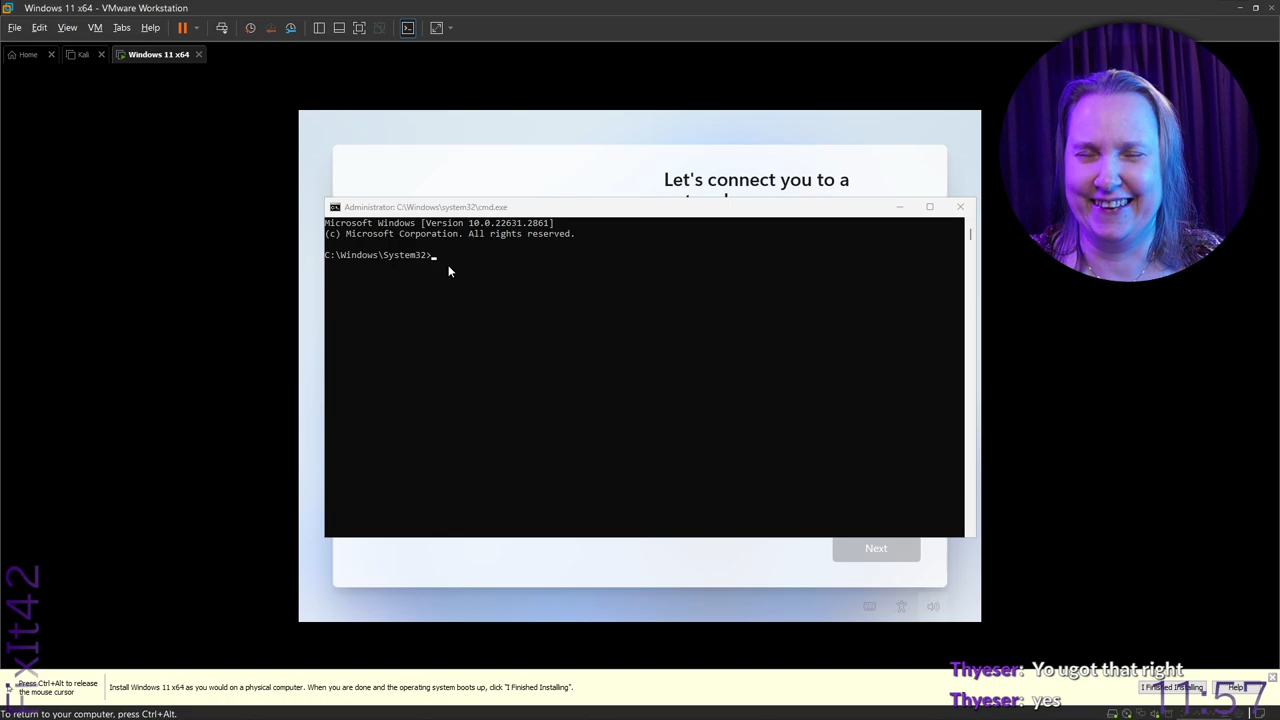 Windows 11 x64 - VMware Workstation
File Edit View VM Tabs Help
Home Kali Windows 11 x64
Let's connect you to a
Administrator: C:\Windows\system32\cmd.exe
Microsoft Windows [Version 10.0.22631.2861]
(c) Microsoft Corporation. All rights reserved.
C:\Windows\System32>
Next
Thyeser: Yo ugot that right
Thyeser: yes
Press Ctrl+Alt to release
the mouse cursor
Install Windows 11 x64 as you would on a physical computer. When you are done and the operating system boots up, click "I Finished Installing".
I Finished Installing
Help
11:57
To return to your computer, press Ctrl+Alt.